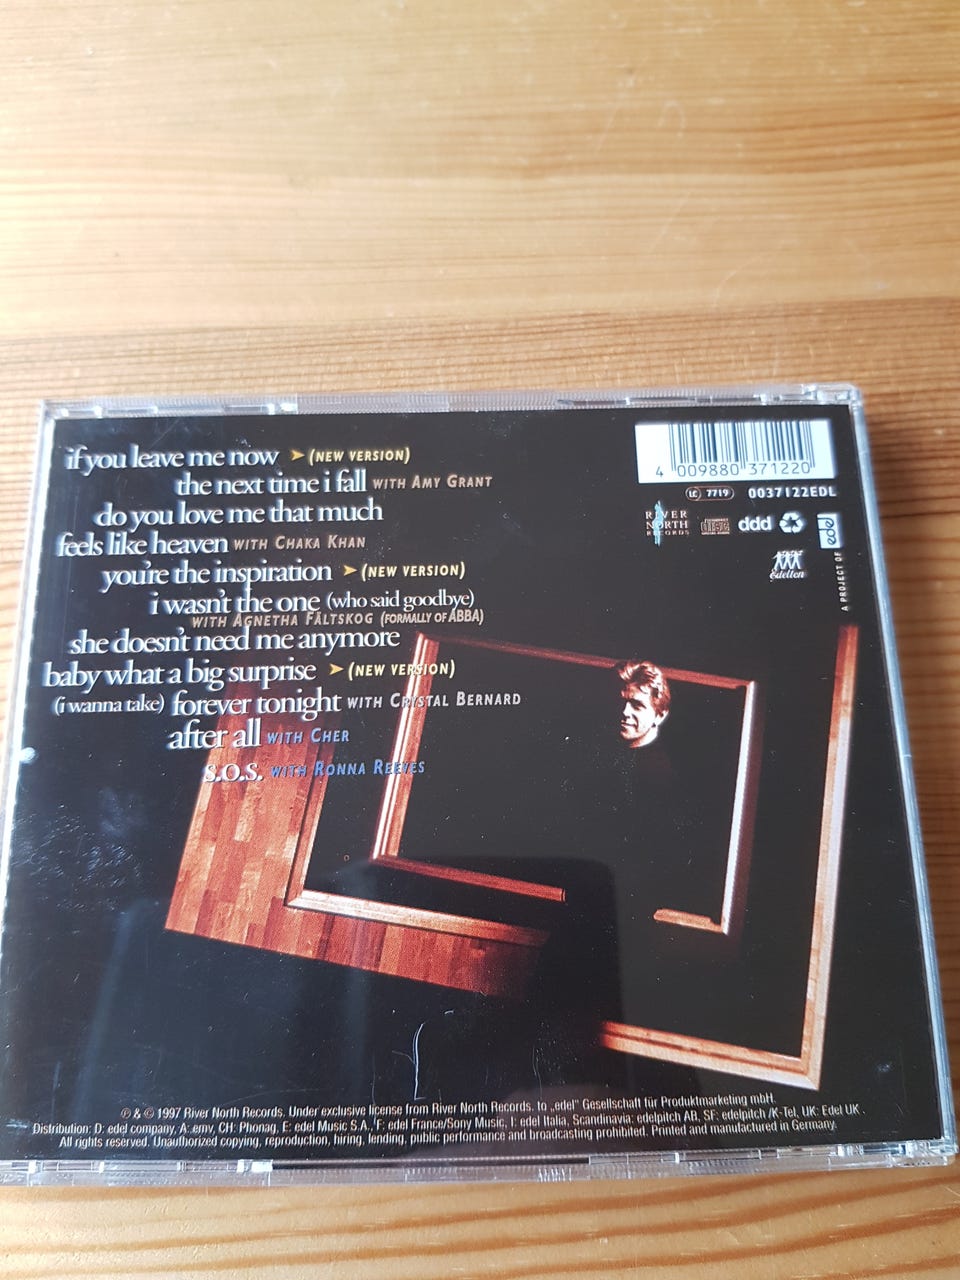 if you leave me now ➤ (NEW VERSION)
the next time i fall WITH AMY GRANT
do you love me that much
feels like heaven WITH CHAKA KHAN
you're the inspiration ➤ (NEW VERSION)
i wasn't the one (who said goodbye)
WITH AGNETHA FÄLTSKOG (FORMALLY OF ABBA)
she doesn't need me anymore
baby what a big surprise ➤ (NEW VERSION)
(i wanna take) forever tonight WITH CRYSTAL BERNARD
after all WITH CHER
s.o.s. WITH RONNA REEVES
4 009880 371220
LC 7719 0037122EDL
RIVER
NORTH
RECORDS
COMPACT
disc
DIGITAL AUDIO
ddd
edel
edelton
A PROJECT OF
℗ & © 1997 River North Records. Under exclusive license from River North Records. to „edel" Gesellschaft für Produktmarketing mbH.
Distribution: D: edel company, A: emv, CH: Phonag, E: edel Music S.A., F: edel France/Sony Music, I: edel Italia, Scandinavia: edelpitch AB, SF: edelpitch /K-Tel, UK: Edel UK .
All rights reserved. Unauthorized copying, reproduction, hiring, lending, public performance and broadcasting prohibited. Printed and manufactured in Germany.